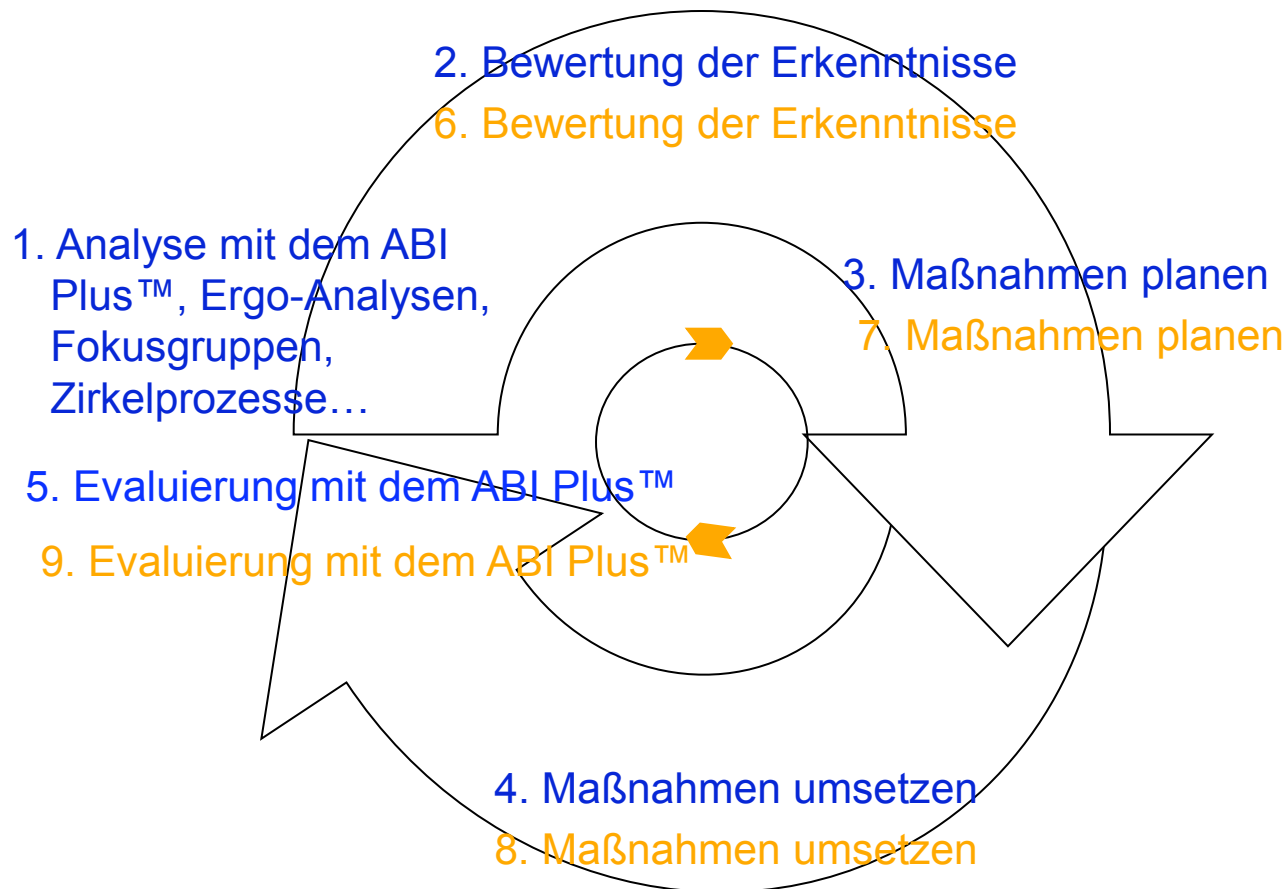 2. Bewertung der Erkenntnisse
6. Bewertung der Erkenntnisse
1. Analyse mit dem ABI
Plus™, Ergo-Analysen,
Fokusgruppen,
Zirkelprozesse…
3. Maßnahmen planen
7. Maßnahmen planen
5. Evaluierung mit dem ABI Plus™
9. Evaluierung mit dem ABI Plus™
4. Maßnahmen umsetzen
8. Maßnahmen umsetzen